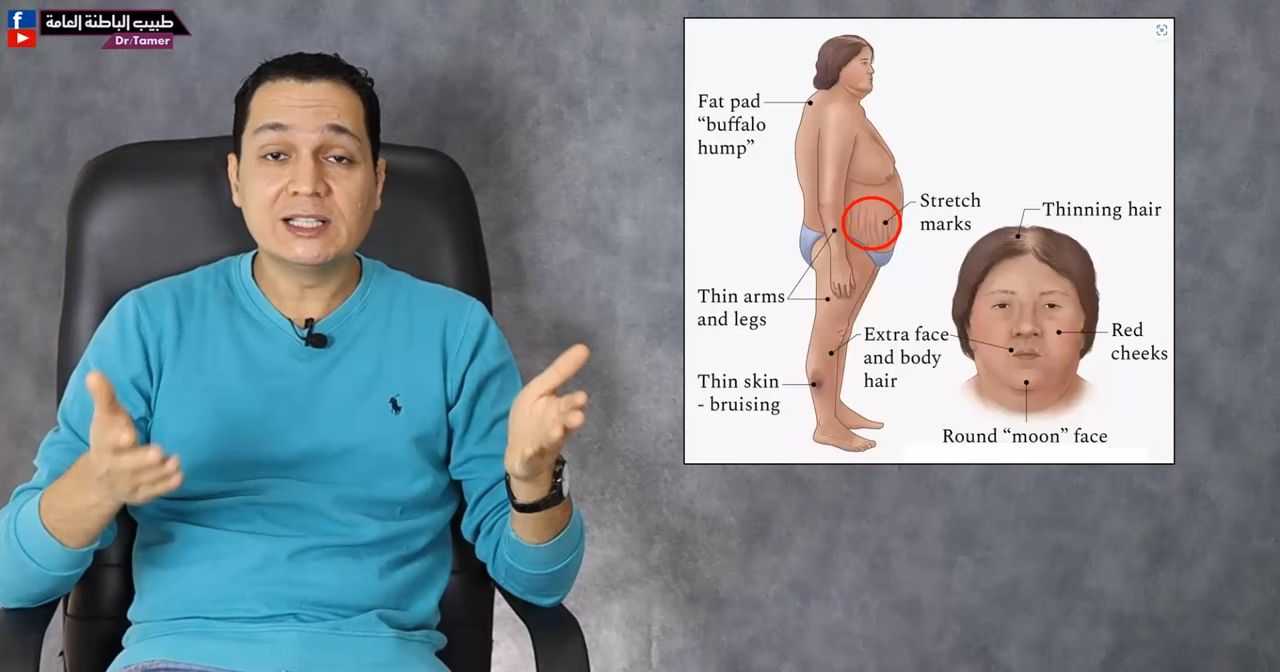 f
طبيب الباطنة العامة
Dr/Tamer
Fat pad
“buffalo
hump”
Stretch
marks
Thinning hair
Thin arms
and legs
Extra face
and body
hair
Red
cheeks
Thin skin
- bruising
Round “moon” face